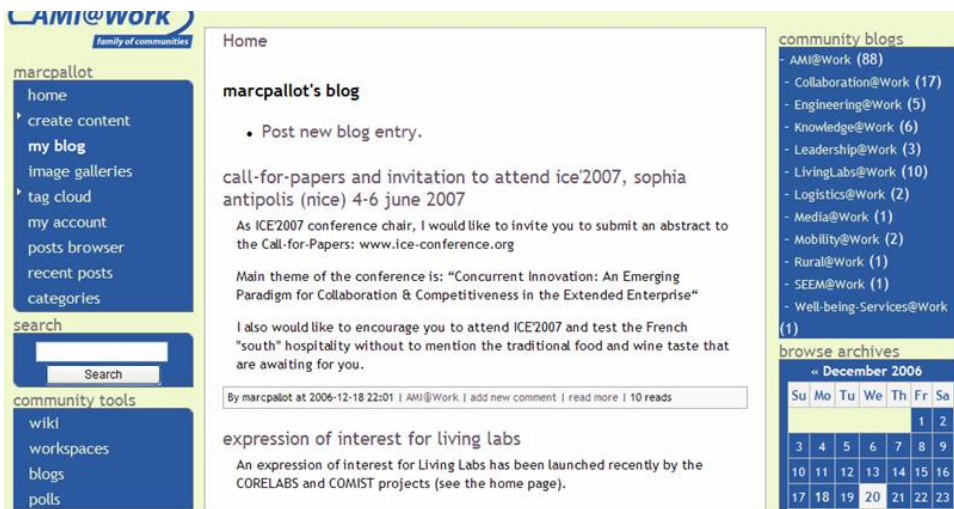 AMI@Work
family of communities
marcpallot
home
create content
my blog
image galleries
tag cloud
my account
posts browser
recent posts
categories
search
Search
community tools
wiki
workspaces
blogs
polls
Home
marcpallot's blog
• Post new blog entry.
call-for-papers and invitation to attend ice'2007, sophia
antipolis (nice) 4-6 june 2007
As ICE'2007 conference chair, I would like to invite you to submit an abstract to
the Call-for-Papers: www.ice-conference.org
Main theme of the conference is: “Concurrent Innovation: An Emerging
Paradigm for Collaboration & Competitiveness in the Extended Enterprise“
I also would like to encourage you to attend ICE'2007 and test the French
"south" hospitality without to mention the traditional food and wine taste that
are awaiting for you.
By marcpallot at 2006-12-18 22:01 | AMI@Work | add new comment | read more | 10 reads
expression of interest for living labs
An expression of interest for Living Labs has been launched recently by the
CORELABS and COMIST projects (see the home page).
community blogs
- AMI@Work (88)
- Collaboration@Work (17)
- Engineering@Work (5)
- Knowledge@Work (6)
- Leadership@Work (3)
- LivingLabs@Work (10)
- Logistics@Work (2)
- Media@Work (1)
- Mobility@Work (2)
- Rural@Work (1)
- SEEM@Work (1)
- Well-being-Services@Work
(1)
browse archives
« December 2006
Su Mo Tu We Th Fr Sa
1 2
3 4 5 6 7 8 9
10 11 12 13 14 15 16
17 18 19 20 21 22 23